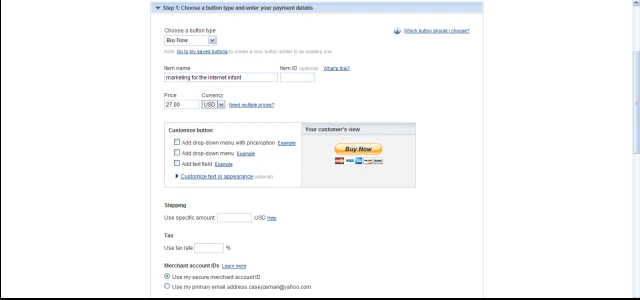 Step 1: Choose a button type and enter your payment details
Choose a button type
Buy Now
Which button should I choose?
Note: Go to My saved buttons to create a new button similar to an existing one.
Item name
Item ID (optional) What's this?
marketing for the internet infant
Price
Currency
27.00
USD
Need multiple prices?
Customize button
Your customer's view
Add drop-down menu with price/option Example
Add drop-down menu Example
Add text field Example
Customize text or appearance (optional)
Buy Now
VISA
Shipping
Use specific amount:
USD Help
Tax
Use tax rate
%
Merchant account IDs Learn more
Use my secure merchant account ID
Use my primary email address caseyzeman@yahoo.com